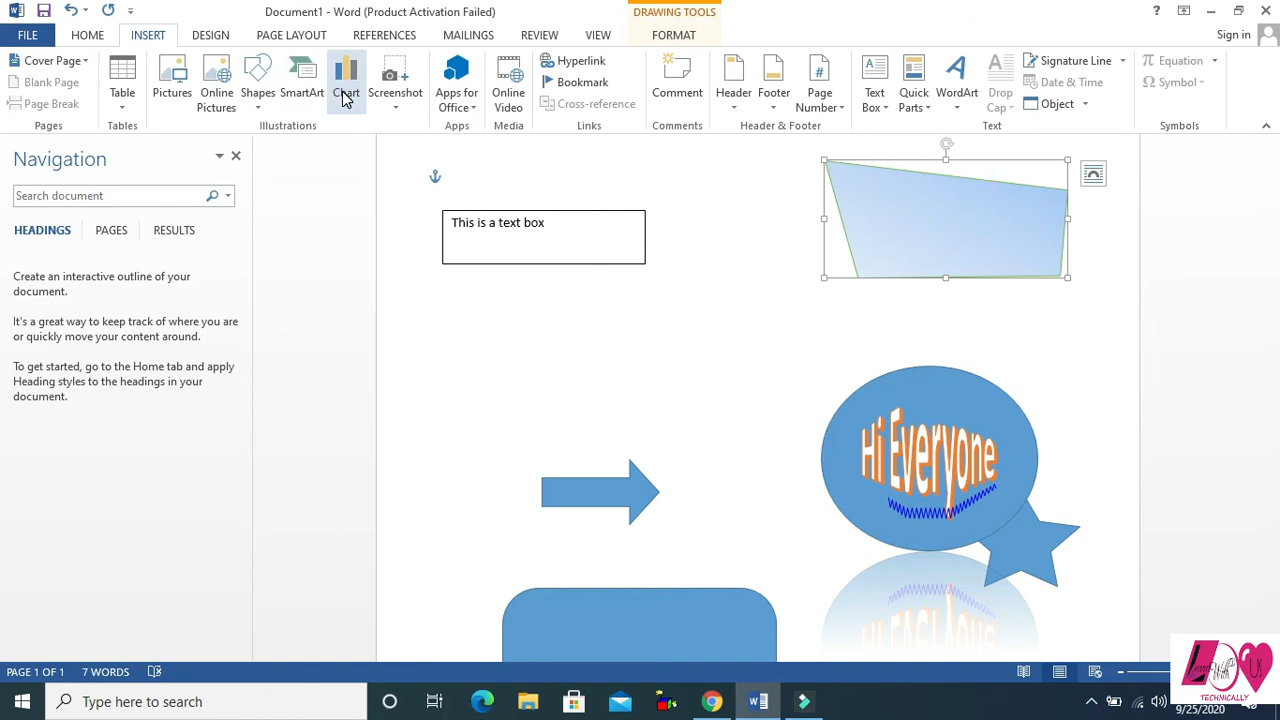 Document1 - Word (Product Activation Failed)
DRAWING TOOLS
?
FILE
HOME
INSERT
DESIGN
PAGE LAYOUT
REFERENCES
MAILINGS
REVIEW
VIEW
FORMAT
Sign in
Cover Page
Blank Page
Page Break
Pages
Table
Tables
Pictures
Online Pictures
Shapes
SmartArt
Chart
Screenshot
Illustrations
Apps for Office
Apps
Online Video
Media
Hyperlink
Bookmark
Cross-reference
Links
Comment
Comments
Header
Footer
Page Number
Header & Footer
Text Box
Quick Parts
WordArt
Drop Cap
Signature Line
Date & Time
Object
Text
Equation
Symbol
Symbols
Navigation
Search document
HEADINGS
PAGES
RESULTS
Create an interactive outline of your
document.
It's a great way to keep track of where you are
or quickly move your content around.
To get started, go to the Home tab and apply
Heading styles to the headings in your
document.
This is a text box
Hi Everyone
PAGE 1 OF 1
7 WORDS
Type here to search
9/25/2020
TECHNICALLY